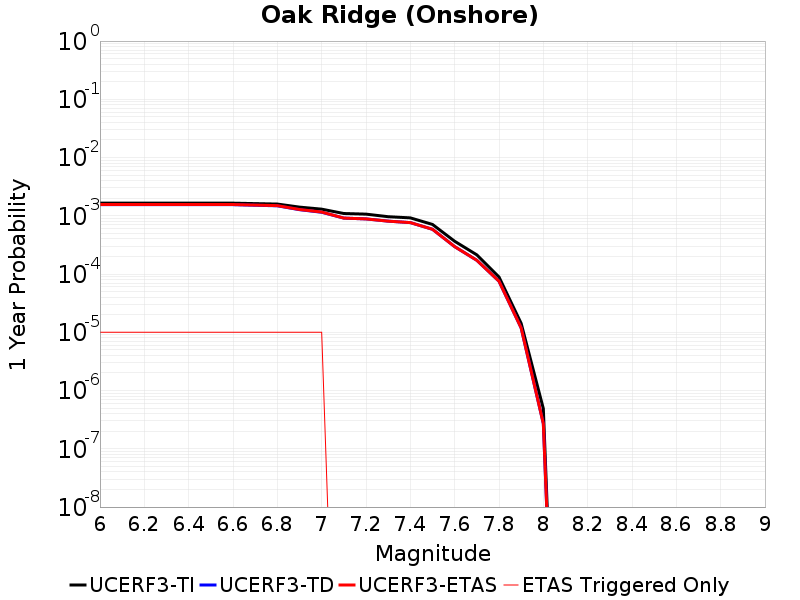 Oak Ridge (Onshore)
1 Year Probability
10^0
10^-1
10^-2
10^-3
10^-4
10^-5
10^-6
10^-7
10^-8
6 6.2 6.4 6.6 6.8 7 7.2 7.4 7.6 7.8 8 8.2 8.4 8.6 8.8 9
Magnitude
UCERF3-TI UCERF3-TD UCERF3-ETAS ETAS Triggered Only